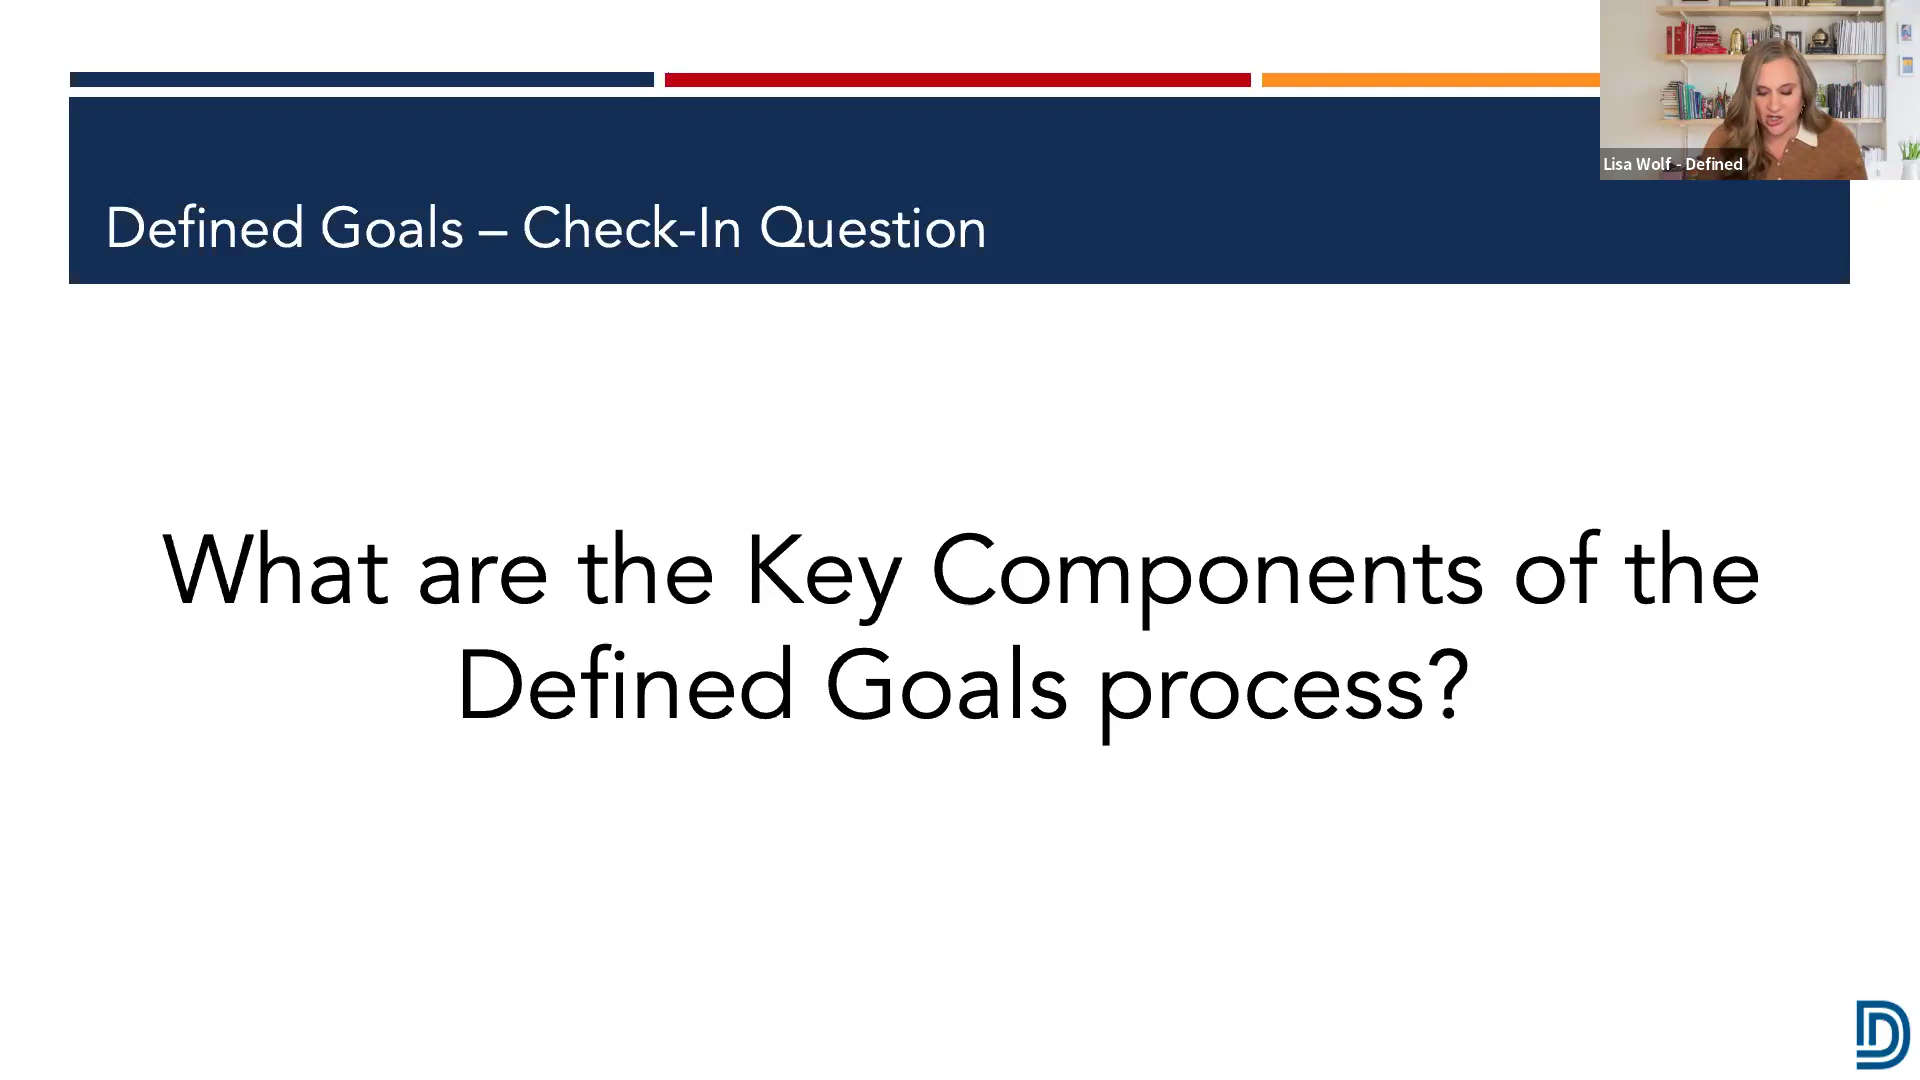 Lisa Wolf - Defined
Defined Goals – Check-In Question
What are the Key Components of the
Defined Goals process?